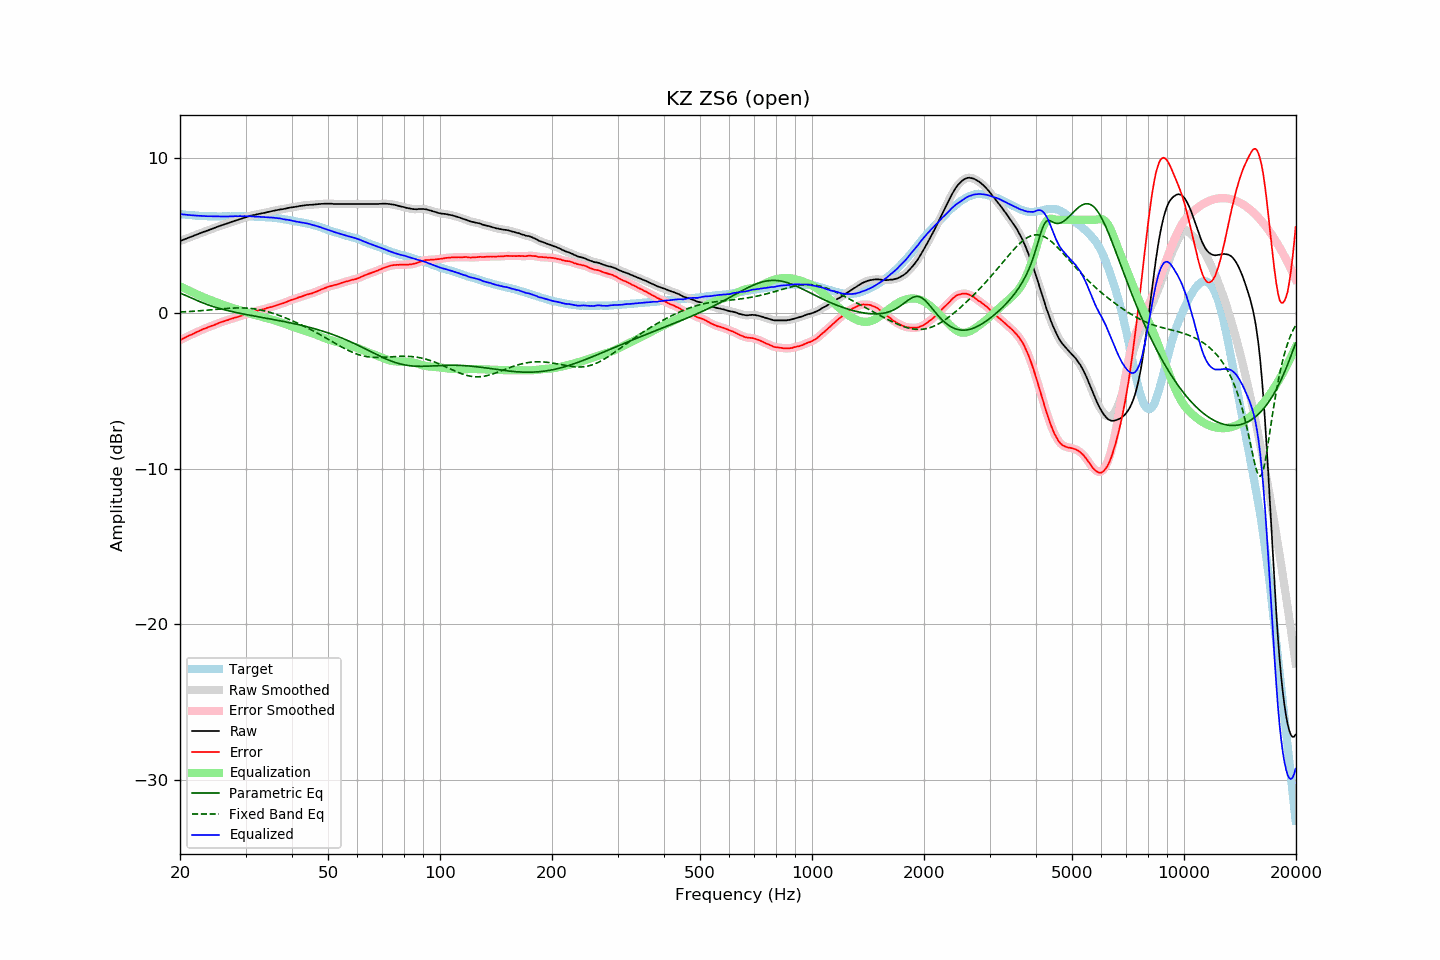 KZ ZS6 (open)
10
0
−10
−20
−30
Amplitude (dBr)
Target
Raw Smoothed
Error Smoothed
Raw
Error
Equalization
Parametric Eq
Fixed Band Eq
Equalized
20 50 100 200 500 1000 2000 5000 10000 20000
Frequency (Hz)